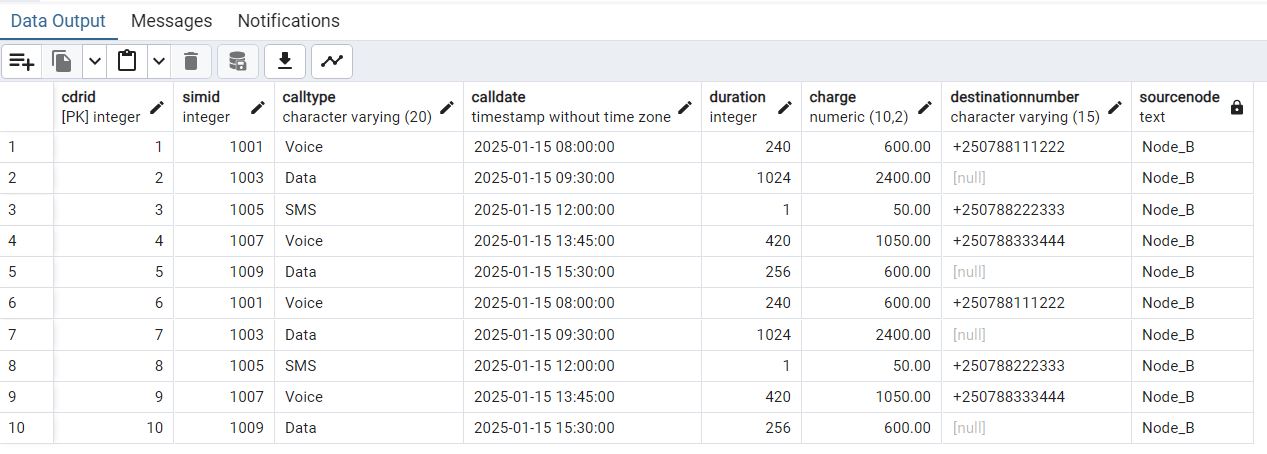 Data Output Messages Notifications
cdrid simid calltype calldate duration charge destinationnumber sourcenode
[PK] integer integer character varying (20) timestamp without time zone integer numeric (10,2) character varying (15) text
1 1 1001 Voice 2025-01-15 08:00:00 240 600.00 +250788111222 Node_B
2 2 1003 Data 2025-01-15 09:30:00 1024 2400.00 [null] Node_B
3 3 1005 SMS 2025-01-15 12:00:00 1 50.00 +250788222333 Node_B
4 4 1007 Voice 2025-01-15 13:45:00 420 1050.00 +250788333444 Node_B
5 5 1009 Data 2025-01-15 15:30:00 256 600.00 [null] Node_B
6 6 1001 Voice 2025-01-15 08:00:00 240 600.00 +250788111222 Node_B
7 7 1003 Data 2025-01-15 09:30:00 1024 2400.00 [null] Node_B
8 8 1005 SMS 2025-01-15 12:00:00 1 50.00 +250788222333 Node_B
9 9 1007 Voice 2025-01-15 13:45:00 420 1050.00 +250788333444 Node_B
10 10 1009 Data 2025-01-15 15:30:00 256 600.00 [null] Node_B